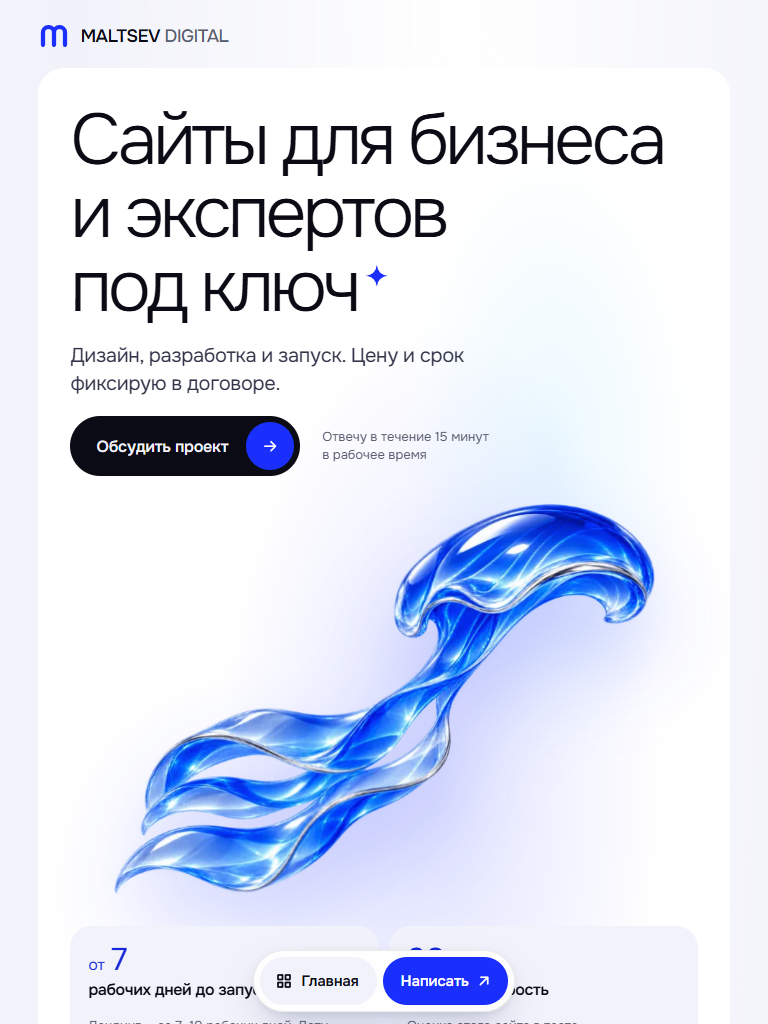 MALTSEV DIGITAL
Сайты для бизнеса
и экспертов
под ключ
Дизайн, разработка и запуск. Цену и срок
фиксирую в договоре.
Обсудить проект
Отвечу в течение 15 минут
в рабочее время
от 7
рабочих дней до
Главная
Написать